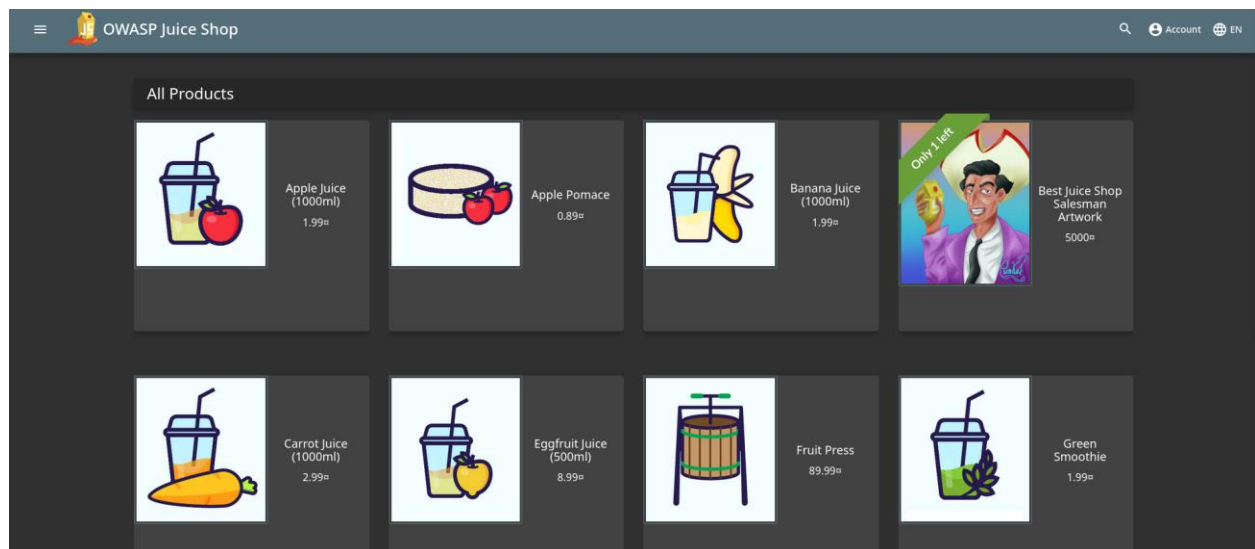 OWASP Juice Shop
Account
EN
All Products
Apple Juice
(1000ml)
1.99¤
Apple Pomace
0.89¤
Banana Juice
(1000ml)
1.99¤
Only 1 left
Best Juice Shop
Salesman
Artwork
5000¤
Carrot Juice
(1000ml)
2.99¤
Eggfruit Juice
(500ml)
8.99¤
Fruit Press
89.99¤
Green
Smoothie
1.99¤